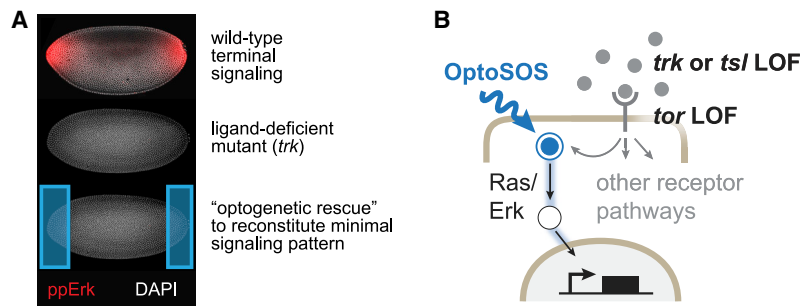 A
wild-type
terminal
signaling
ligand-deficient
mutant (trk)
“optogenetic rescue”
to reconstitute minimal
signaling pattern
ppErk DAPI
B
OptoSOS
trk or tsl LOF
tor LOF
Ras/
Erk
other receptor
pathways